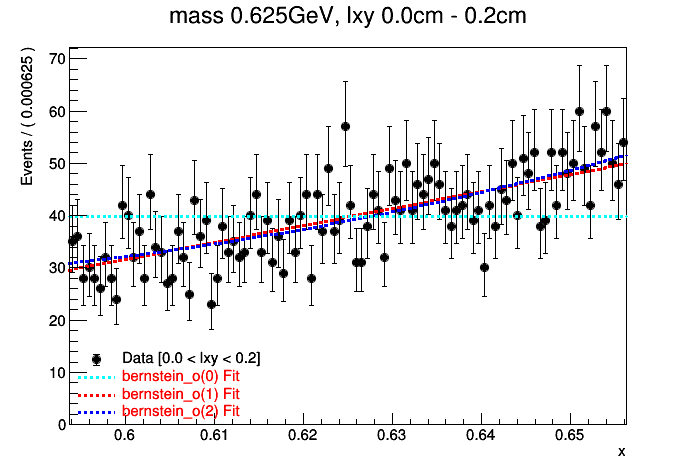 mass 0.625GeV, lxy 0.0cm - 0.2cm
Events / ( 0.000625 )
70
60
50
40
30
20
10
0
Data [0.0 < lxy < 0.2]
bernstein_o(0) Fit
bernstein_o(1) Fit
bernstein_o(2) Fit
0.6 0.61 0.62 0.63 0.64 0.65
x